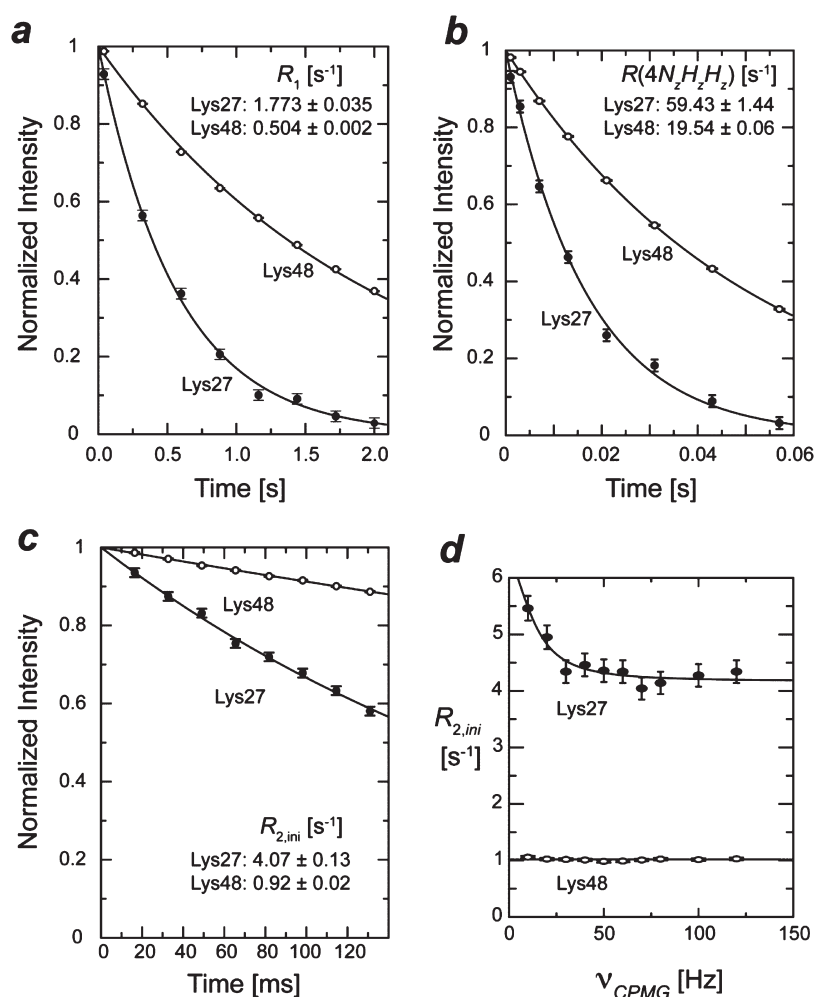 a
R1 [s-1]
Lys27: 1.773 ± 0.035
Lys48: 0.504 ± 0.002
1
0.8
0.6
0.4
0.2
0
Normalized Intensity
Lys48
Lys27
0.0 0.5 1.0 1.5 2.0
Time [s]
b
R(4NzHzHz) [s-1]
Lys27: 59.43 ± 1.44
Lys48: 19.54 ± 0.06
1
0.8
0.6
0.4
0.2
0
Normalized Intensity
Lys48
Lys27
0 0.02 0.04 0.06
Time [s]
c
1
0.8
0.6
0.4
0.2
0
Normalized Intensity
Lys48
Lys27
R2,ini [s-1]
Lys27: 4.07 ± 0.13
Lys48: 0.92 ± 0.02
0 20 40 60 80 100 120
Time [ms]
d
6
5
4
3
2
1
0
R2,ini
[s-1]
Lys27
Lys48
0 50 100 150
νCPMG [Hz]